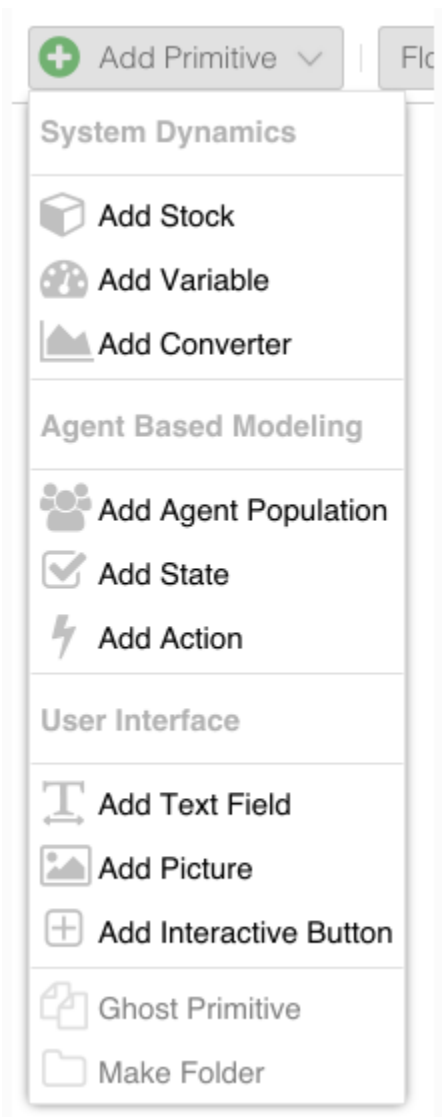 Add Primitive
System Dynamics
Add Stock
Add Variable
Add Converter
Agent Based Modeling
Add Agent Population
Add State
Add Action
User Interface
Add Text Field
Add Picture
Add Interactive Button
Ghost Primitive
Make Folder